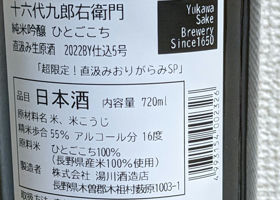 十六代九郎右衛門
純米吟醸 ひとごこち
直汲み生原酒 2022BY仕込5号
「超限定!直汲みおりがらみSP」
Yukawa
Sake
Brewery
Since1650
品目 日本酒 内容量 720ml
原材料名 米、米こうじ
精米歩合 55% アルコール分 16度
原料米 ひとごこち100%
(長野県産米100%使用)
製造者 株式会社 湯川酒造店
長野県木曽郡木祖村薮原1003-1
4993154002326